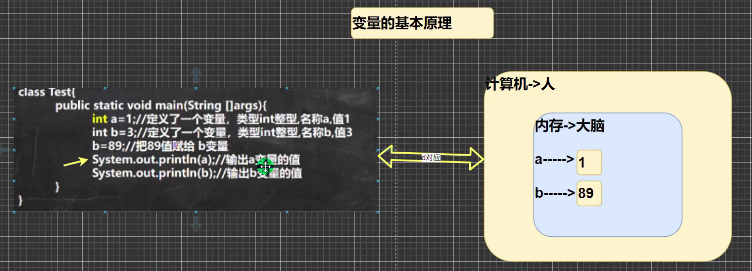 变量的基本原理
class Test{
public static void main(String []args){
int a=1;//定义了一个变量，类型int整型,名称a,值1
int b=3;//定义了一个变量，类型int整型,名称b,值3
b=89;//把89值赋给 b变量
System.out.println(a);//输出a变量的值
System.out.println(b);//输出b变量的值
}
}
对应
计算机->人
内存->大脑
a-----> 1
b-----> 89